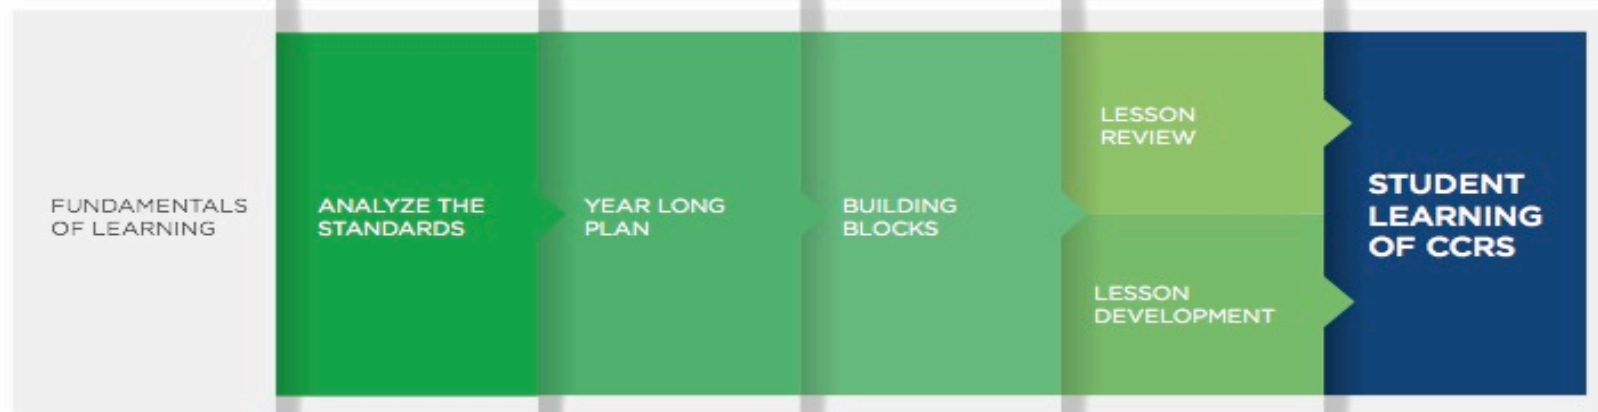 FUNDAMENTALS
OF LEARNING
ANALYZE THE
STANDARDS
YEAR LONG
PLAN
BUILDING
BLOCKS
LESSON
REVIEW
LESSON
DEVELOPMENT
STUDENT
LEARNING
OF CCRS